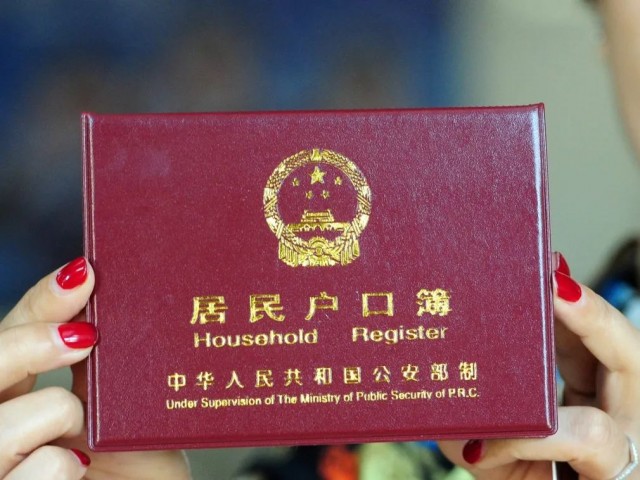 居民户口簿
Household Register
中华人民共和国公安部制
Under Supervision of The Ministry of Public Security of P.R.C.